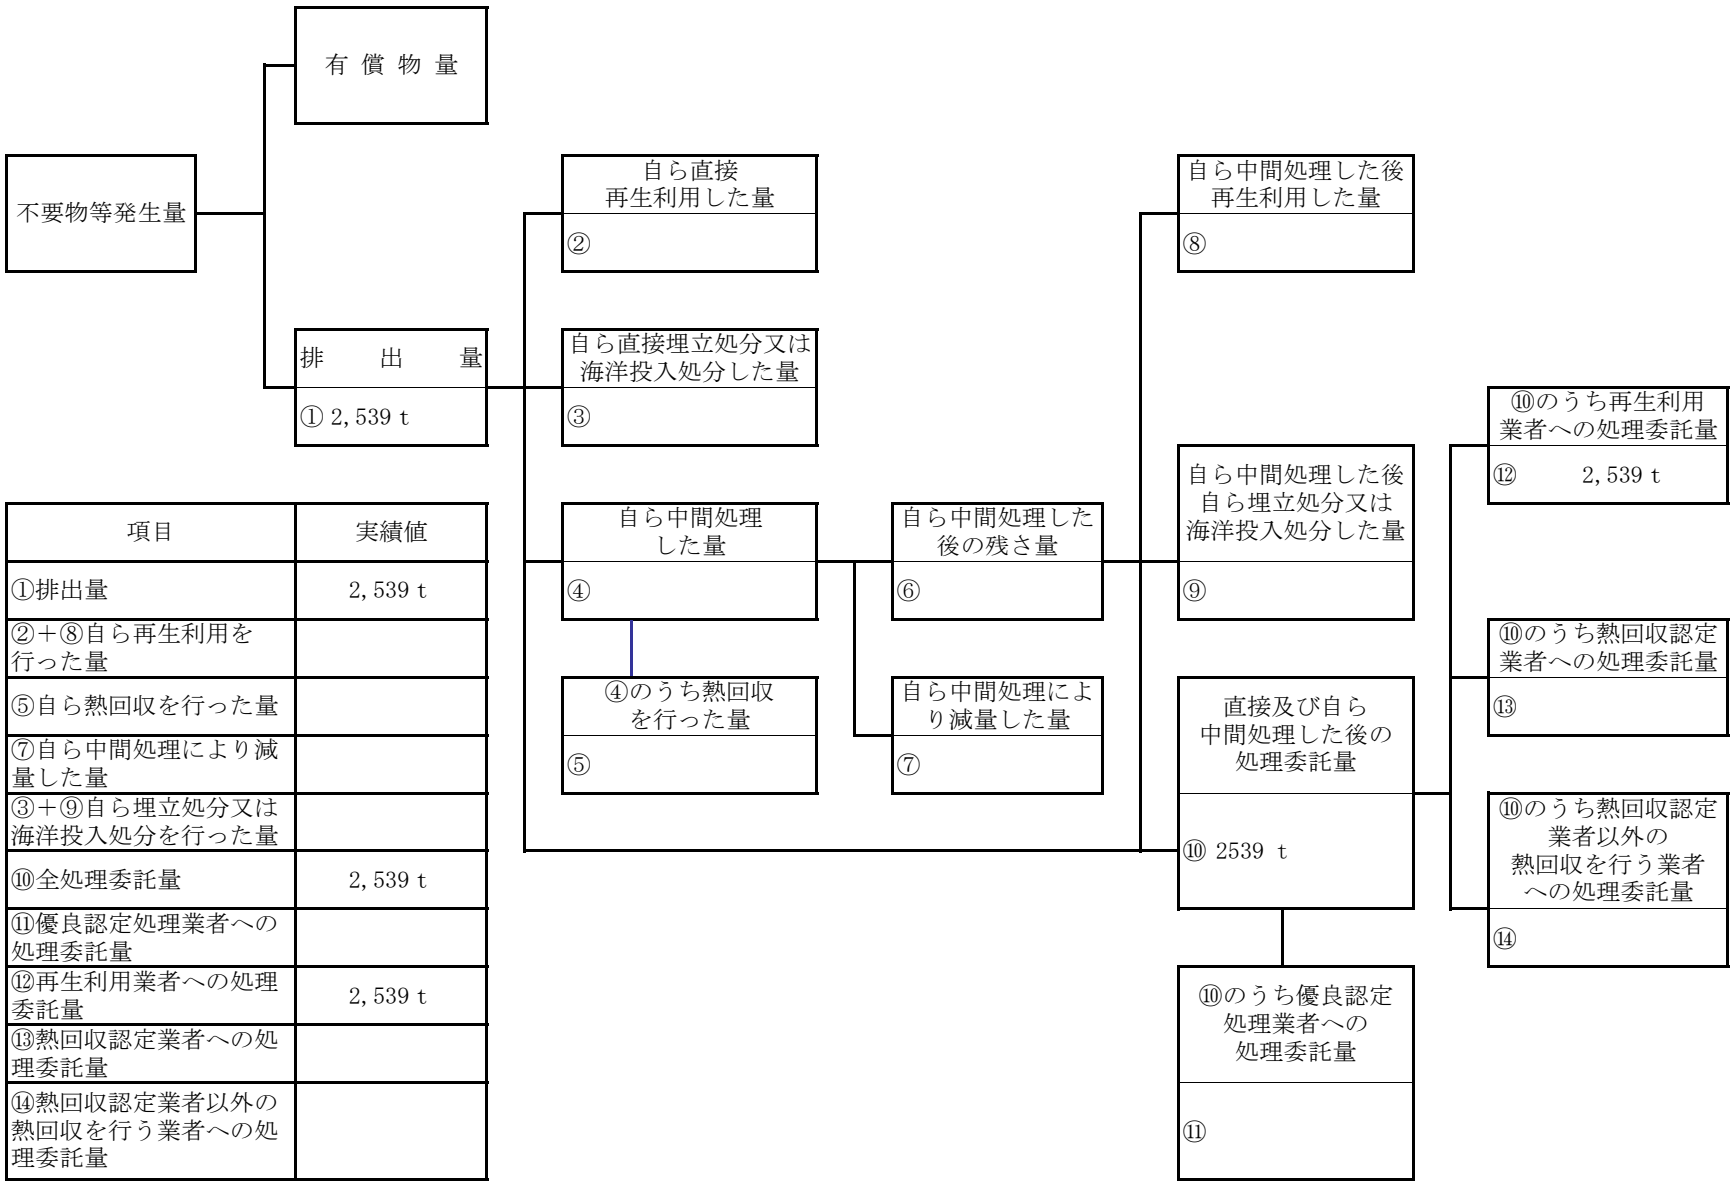 有償物量
不要物等発生量
排出量
① 2,539 t
自ら直接
再生利用した量
②
自ら直接埋立処分又は
海洋投入処分した量
③
自ら中間処理
した量
④
④のうち熱回収
を行った量
⑤
自ら中間処理した
後の残さ量
⑥
自ら中間処理によ
り減量した量
⑦
自ら中間処理した後
再生利用した量
⑧
自ら中間処理した後
自ら埋立処分又は
海洋投入処分した量
⑨
直接及び自ら
中間処理した後の
処理委託量
⑩ 2539 t
⑩のうち優良認定
処理業者への
処理委託量
⑪
⑩のうち再生利用
業者への処理委託量
⑫ 2,539 t
⑩のうち熱回収認定
業者への処理委託量
⑬
⑩のうち熱回収認定
業者以外の
熱回収を行う業者
への処理委託量
⑭
項目 実績値
①排出量 2,539 t
②＋⑧自ら再生利用を
行った量
⑤自ら熱回収を行った量
⑦自ら中間処理により減
量した量
③＋⑨自ら埋立処分又は
海洋投入処分を行った量
⑩全処理委託量 2,539 t
⑪優良認定処理業者への
処理委託量
⑫再生利用業者への処理
委託量 2,539 t
⑬熱回収認定業者への処
理委託量
⑭熱回収認定業者以外の
熱回収を行う業者への処
理委託量